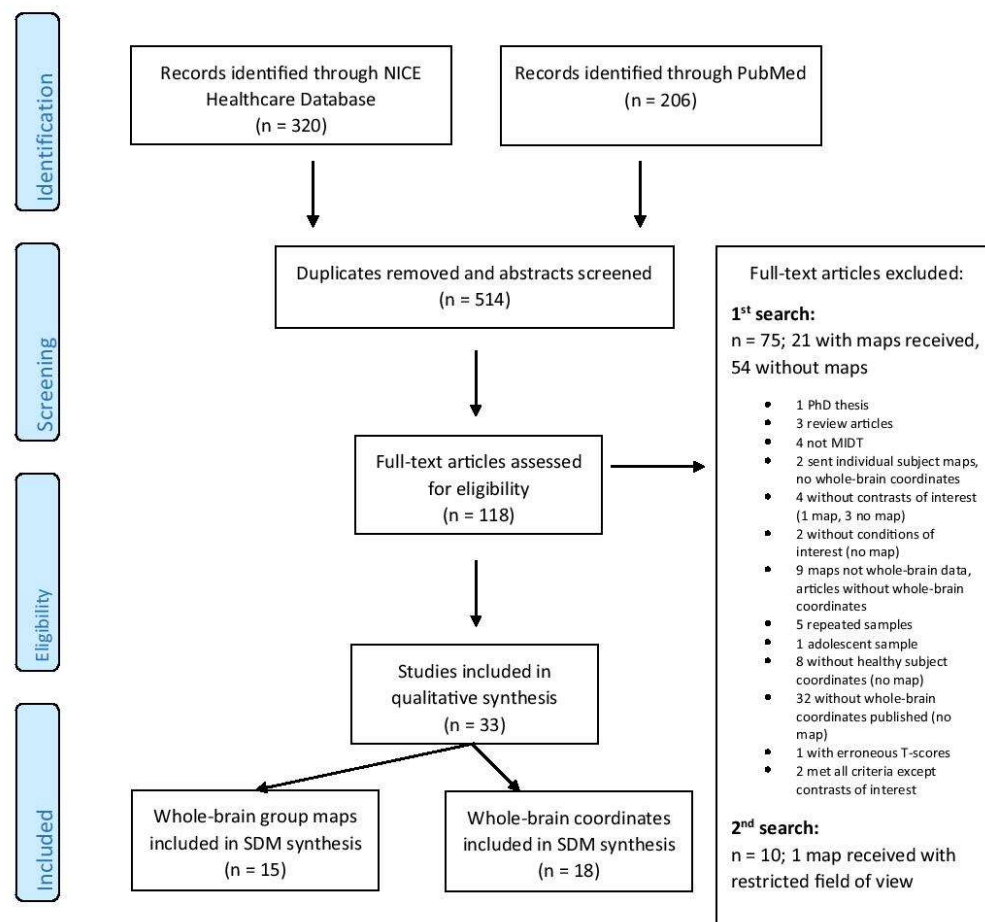 Identification
Records identified through NICE
Healthcare Database
(n = 320)
Records identified through PubMed
(n = 206)
Screening
Duplicates removed and abstracts screened
(n = 514)
Full-text articles assessed
for eligibility
(n = 118)
Full-text articles excluded:
1st search:
n = 75; 21 with maps received,
54 without maps
• 1 PhD thesis
• 3 review articles
• 4 not MIDT
• 2 sent individual subject maps,
no whole-brain coordinates
• 4 without contrasts of interest
(1 map, 3 no map)
• 2 without conditions of
interest (no map)
• 9 maps not whole-brain data,
articles without whole-brain
coordinates
• 5 repeated samples
• 1 adolescent sample
• 8 without healthy subject
coordinates (no map)
• 32 without whole-brain
coordinates published (no
map)
• 1 with erroneous T-scores
• 2 met all criteria except
contrasts of interest
2nd search:
n = 10; 1 map received with
restricted field of view
Eligibility
Studies included in
qualitative synthesis
(n = 33)
Included
Whole-brain group maps
included in SDM synthesis
(n = 15)
Whole-brain coordinates
included in SDM synthesis
(n = 18)